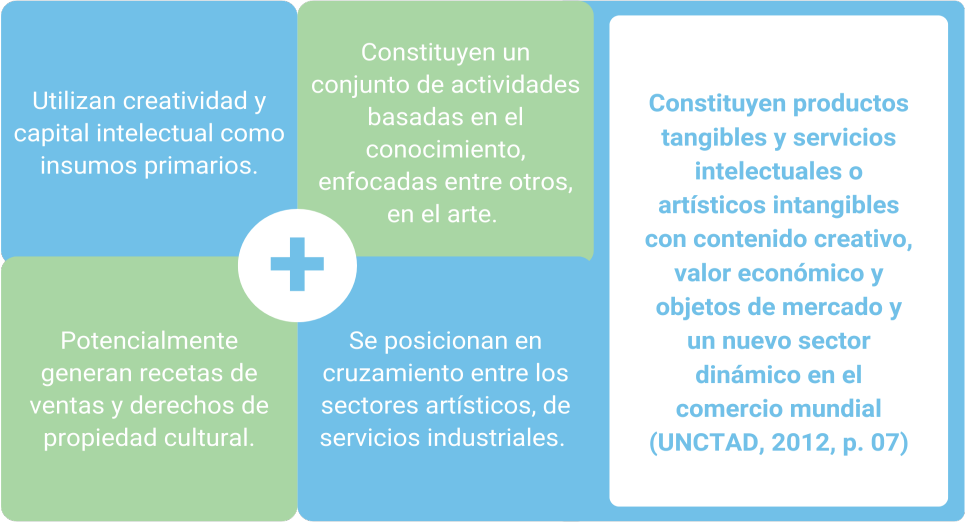 Utilizan creatividad y
capital intelectual como
insumos primarios.
Constituyen un
conjunto de actividades
basadas en el
conocimiento,
enfocadas entre otros,
en el arte.
Potencialmente
generan recetas de
ventas y derechos de
propiedad cultural.
Se posicionan en
cruzamiento entre los
sectores artísticos, de
servicios industriales.
Constituyen productos
tangibles y servicios
intelectuales o
artísticos intangibles
con contenido creativo,
valor económico y
objetos de mercado y
un nuevo sector
dinámico en el
comercio mundial
(UNCTAD, 2012, p. 07)